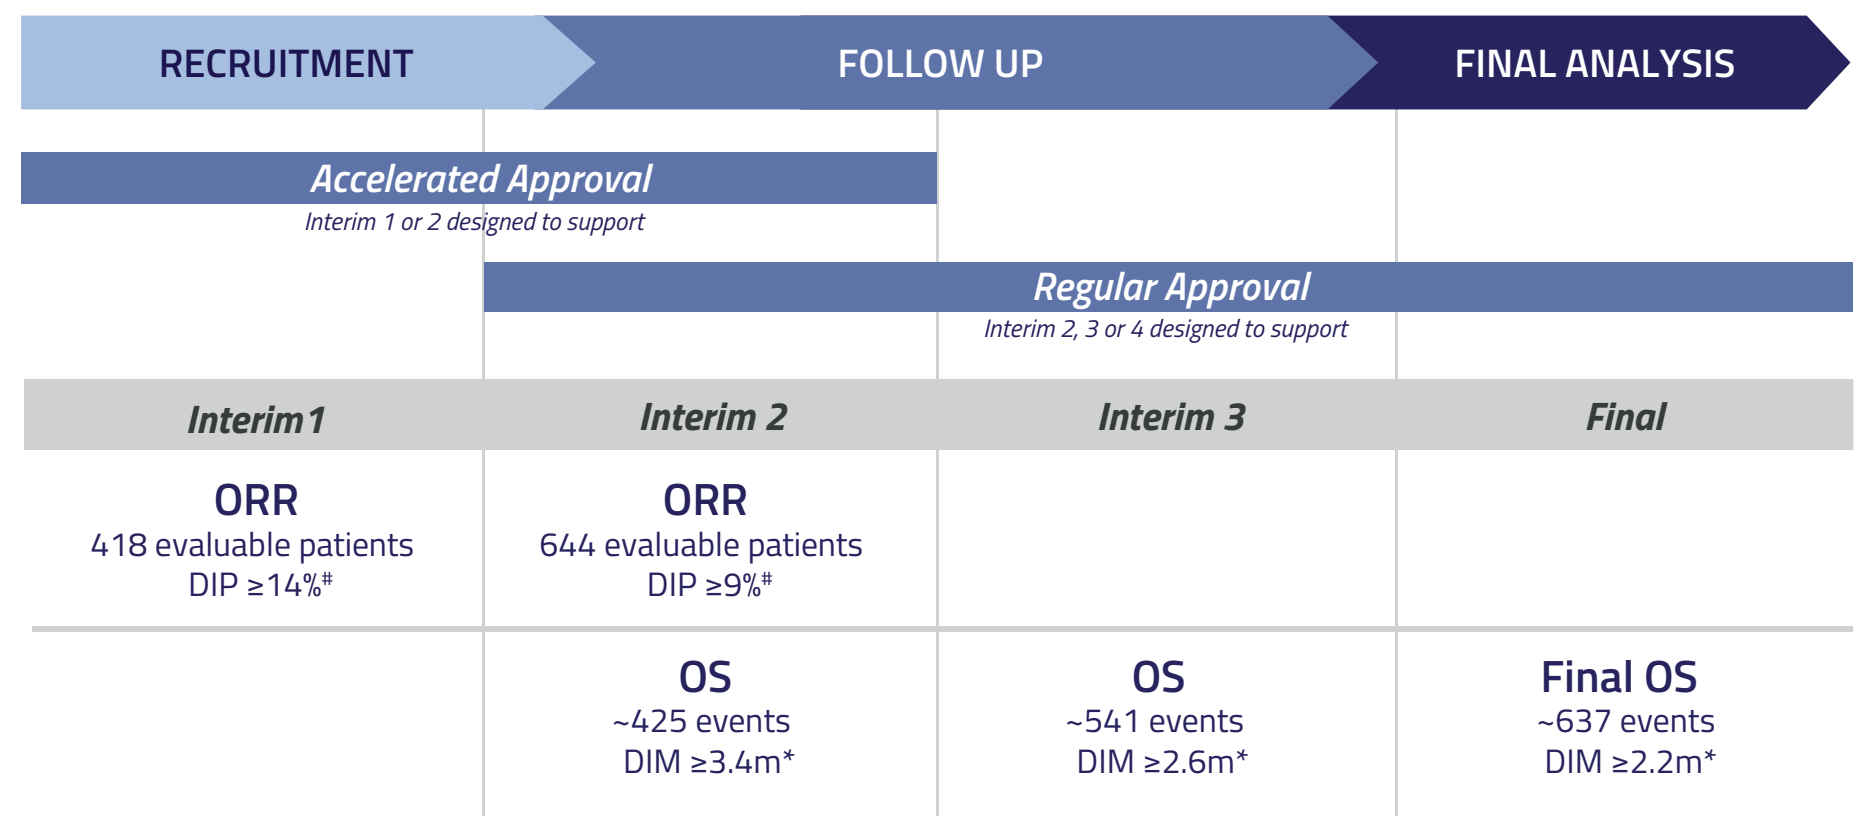 RECRUITMENT
FOLLOW UP
FINAL ANALYSIS
Accelerated Approval
Interim 1 or 2 designed to support
Regular Approval
Interim 2, 3 or 4 designed to support
Interim1
Interim 2
Interim 3
Final
ORR
418 evaluable patients
DIP ≥14%#
ORR
644 evaluable patients
DIP ≥9%#
OS
~425 events
DIM ≥3.4m*
OS
~541 events
DIM ≥2.6m*
Final OS
~637 events
DIM ≥2.2m*